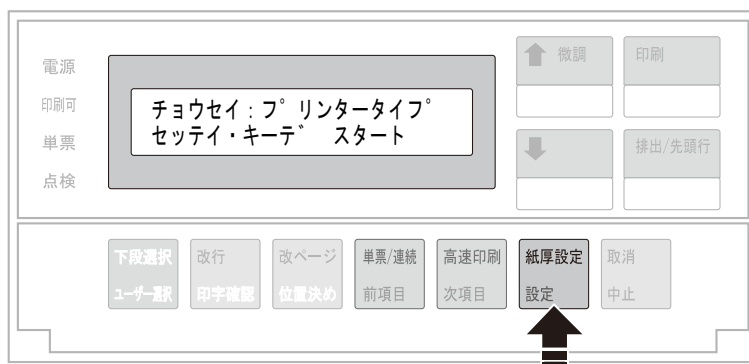 電源
印刷可
単票
点検
チョウセイ:プリンタータイプ
セッテイ・キーデ スタート
微調
印刷
排出/先頭行
下段選択
ユーザー選択
改行
印字確認
改ページ
位置決め
単票/連続
前項目
高速印刷
次項目
紙厚設定
設定
取消
中止